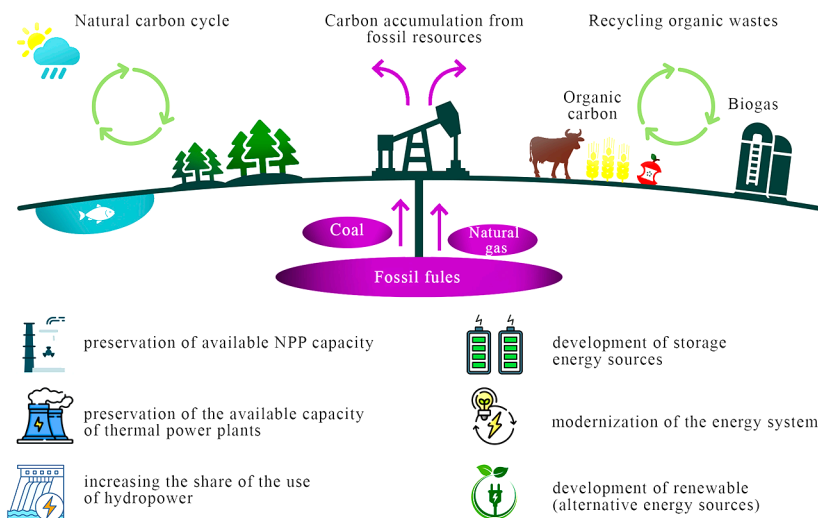 Natural carbon cycle
Carbon accumulation from
fossil resources
Recycling organic wastes
Organic
carbon
Biogas
Coal
Natural
gas
Fossil fules
preservation of available NPP capacity
development of storage
energy sources
preservation of the available capacity
of thermal power plants
modernization of the energy system
increasing the share of the use
of hydropower
development of renewable
(alternative energy sources)